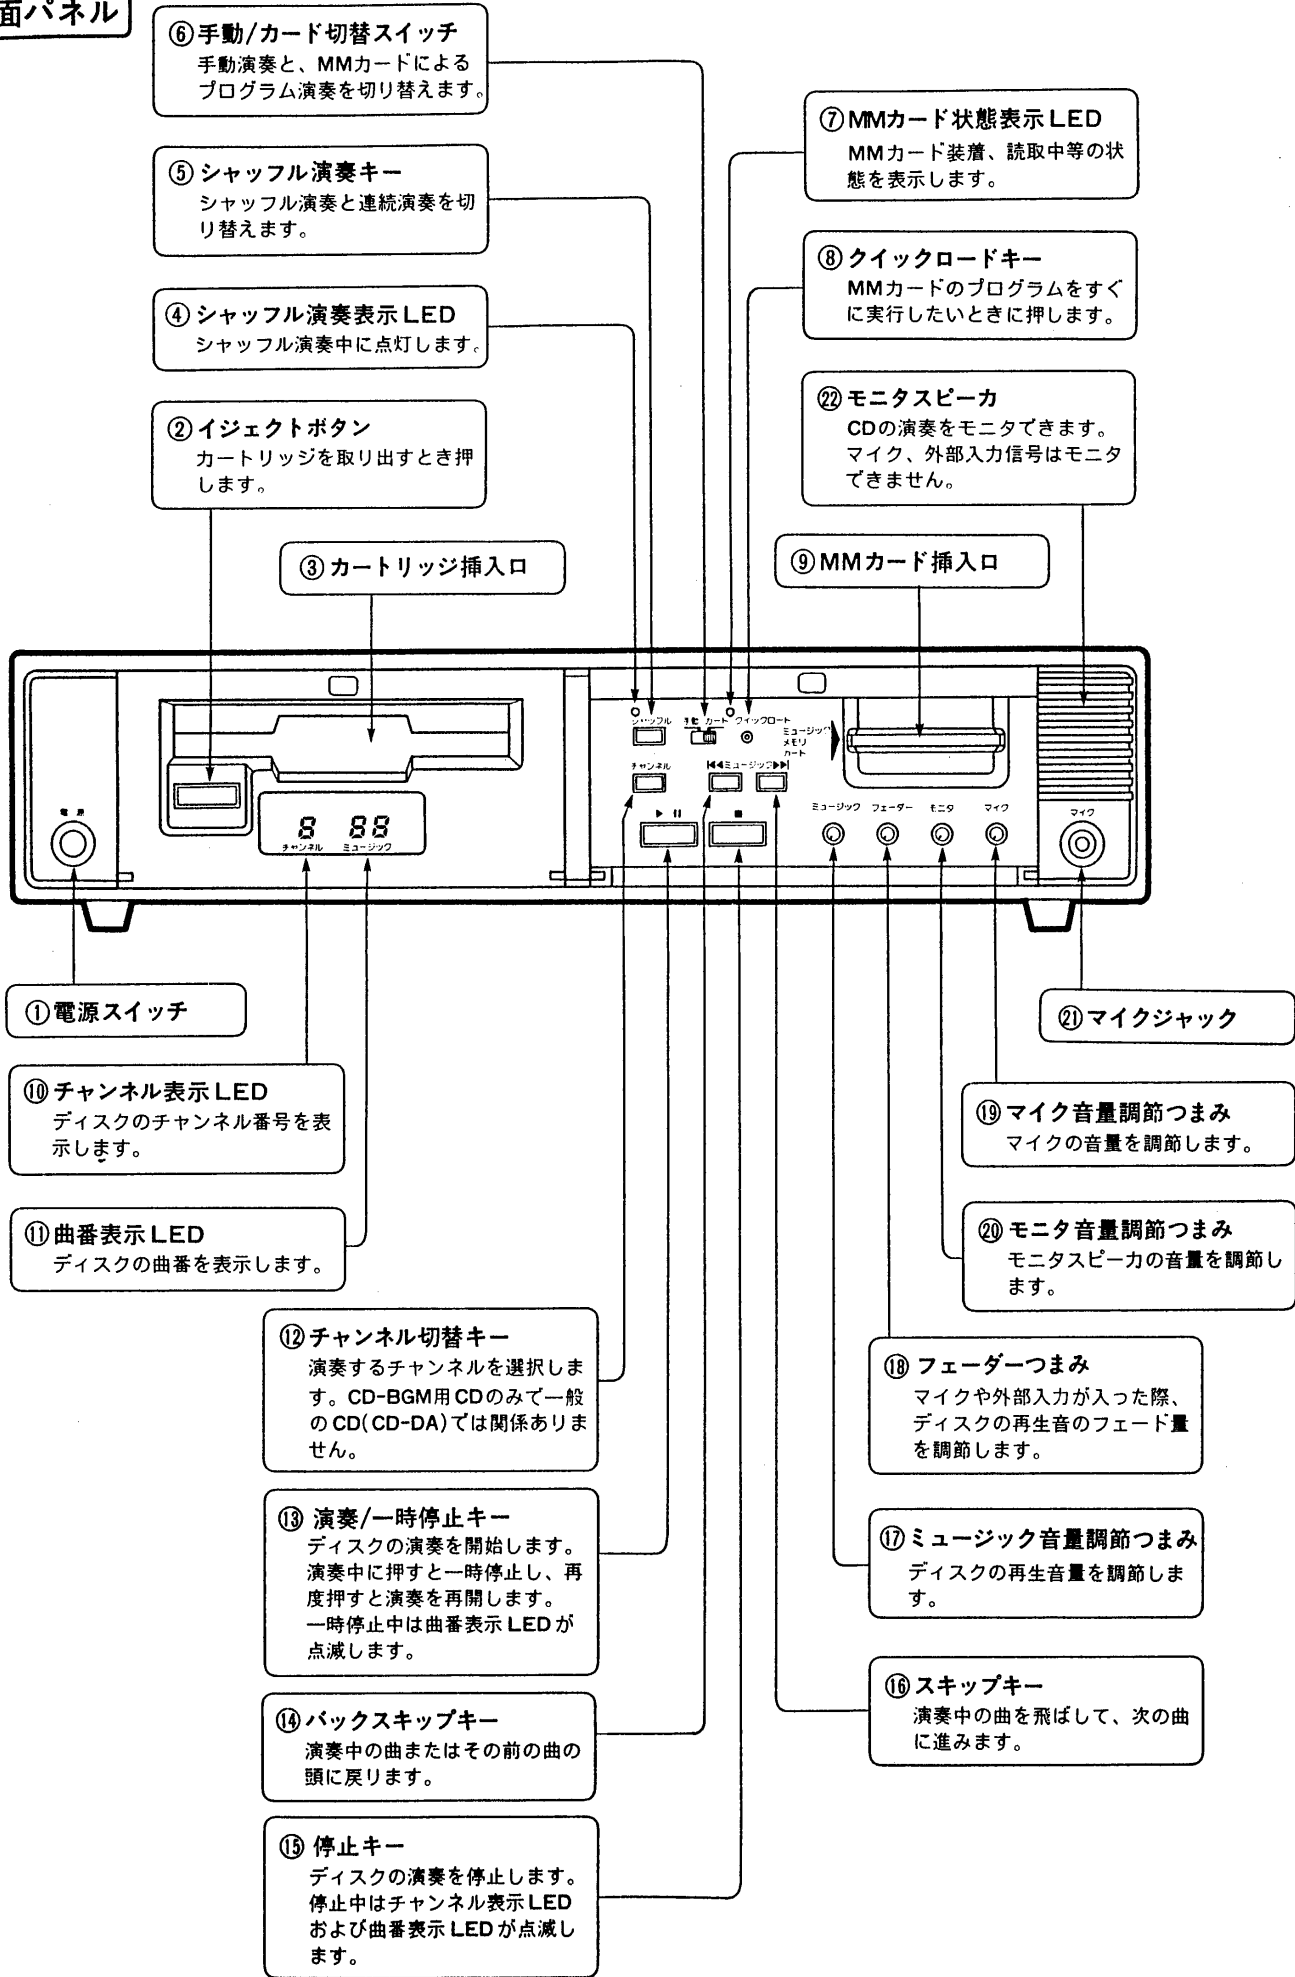 面パネル
⑥手動/カード切替スイッチ
手動演奏と、MMカードによる
プログラム演奏を切り替えます。
⑤シャッフル演奏キー
シャッフル演奏と連続演奏を切
り替えます。
④シャッフル演奏表示LED
シャッフル演奏中に点灯します。
②イジェクトボタン
カートリッジを取り出すとき押
します。
③カートリッジ挿入口
⑦MMカード状態表示LED
MMカード装着、読取中等の状
態を表示します。
⑧クイックロードキー
MMカードのプログラムをすぐ
に実行したいときに押します。
㉒モニタスピーカ
CDの演奏をモニタできます。
マイク、外部入力信号はモニタ
できません。
⑨MMカード挿入口
シャッフル
手動 カード クイックロード
ミュージック
メモリ
カード
チャンネル
|◀◀ミュージック▶▶|
▶ II
■
電源
8 88
チャンネル ミュージック
ミュージック フェーダー モニタ マイク
マイク
①電源スイッチ
⑩チャンネル表示LED
ディスクのチャンネル番号を表
示します。
⑪曲番表示LED
ディスクの曲番を表示します。
⑫チャンネル切替キー
演奏するチャンネルを選択しま
す。CD-BGM用CDのみで一般
のCD(CD-DA)では関係ありま
せん。
⑬演奏/一時停止キー
ディスクの演奏を開始します。
演奏中に押すと一時停止し、再
度押すと演奏を再開します。
一時停止中は曲番表示LEDが
点滅します。
⑭バックスキップキー
演奏中の曲またはその前の曲の
頭に戻ります。
⑮停止キー
ディスクの演奏を停止します。
停止中はチャンネル表示LED
および曲番表示LEDが点滅し
ます。
㉑マイクジャック
⑲マイク音量調節つまみ
マイクの音量を調節します。
⑳モニタ音量調節つまみ
モニタスピーカの音量を調節し
ます。
⑱フェーダーつまみ
マイクや外部入力が入った際、
ディスクの再生音のフェード量
を調節します。
⑰ミュージック音量調節つまみ
ディスクの再生音量を調節しま
す。
⑯スキップキー
演奏中の曲を飛ばして、次の曲
に進みます。